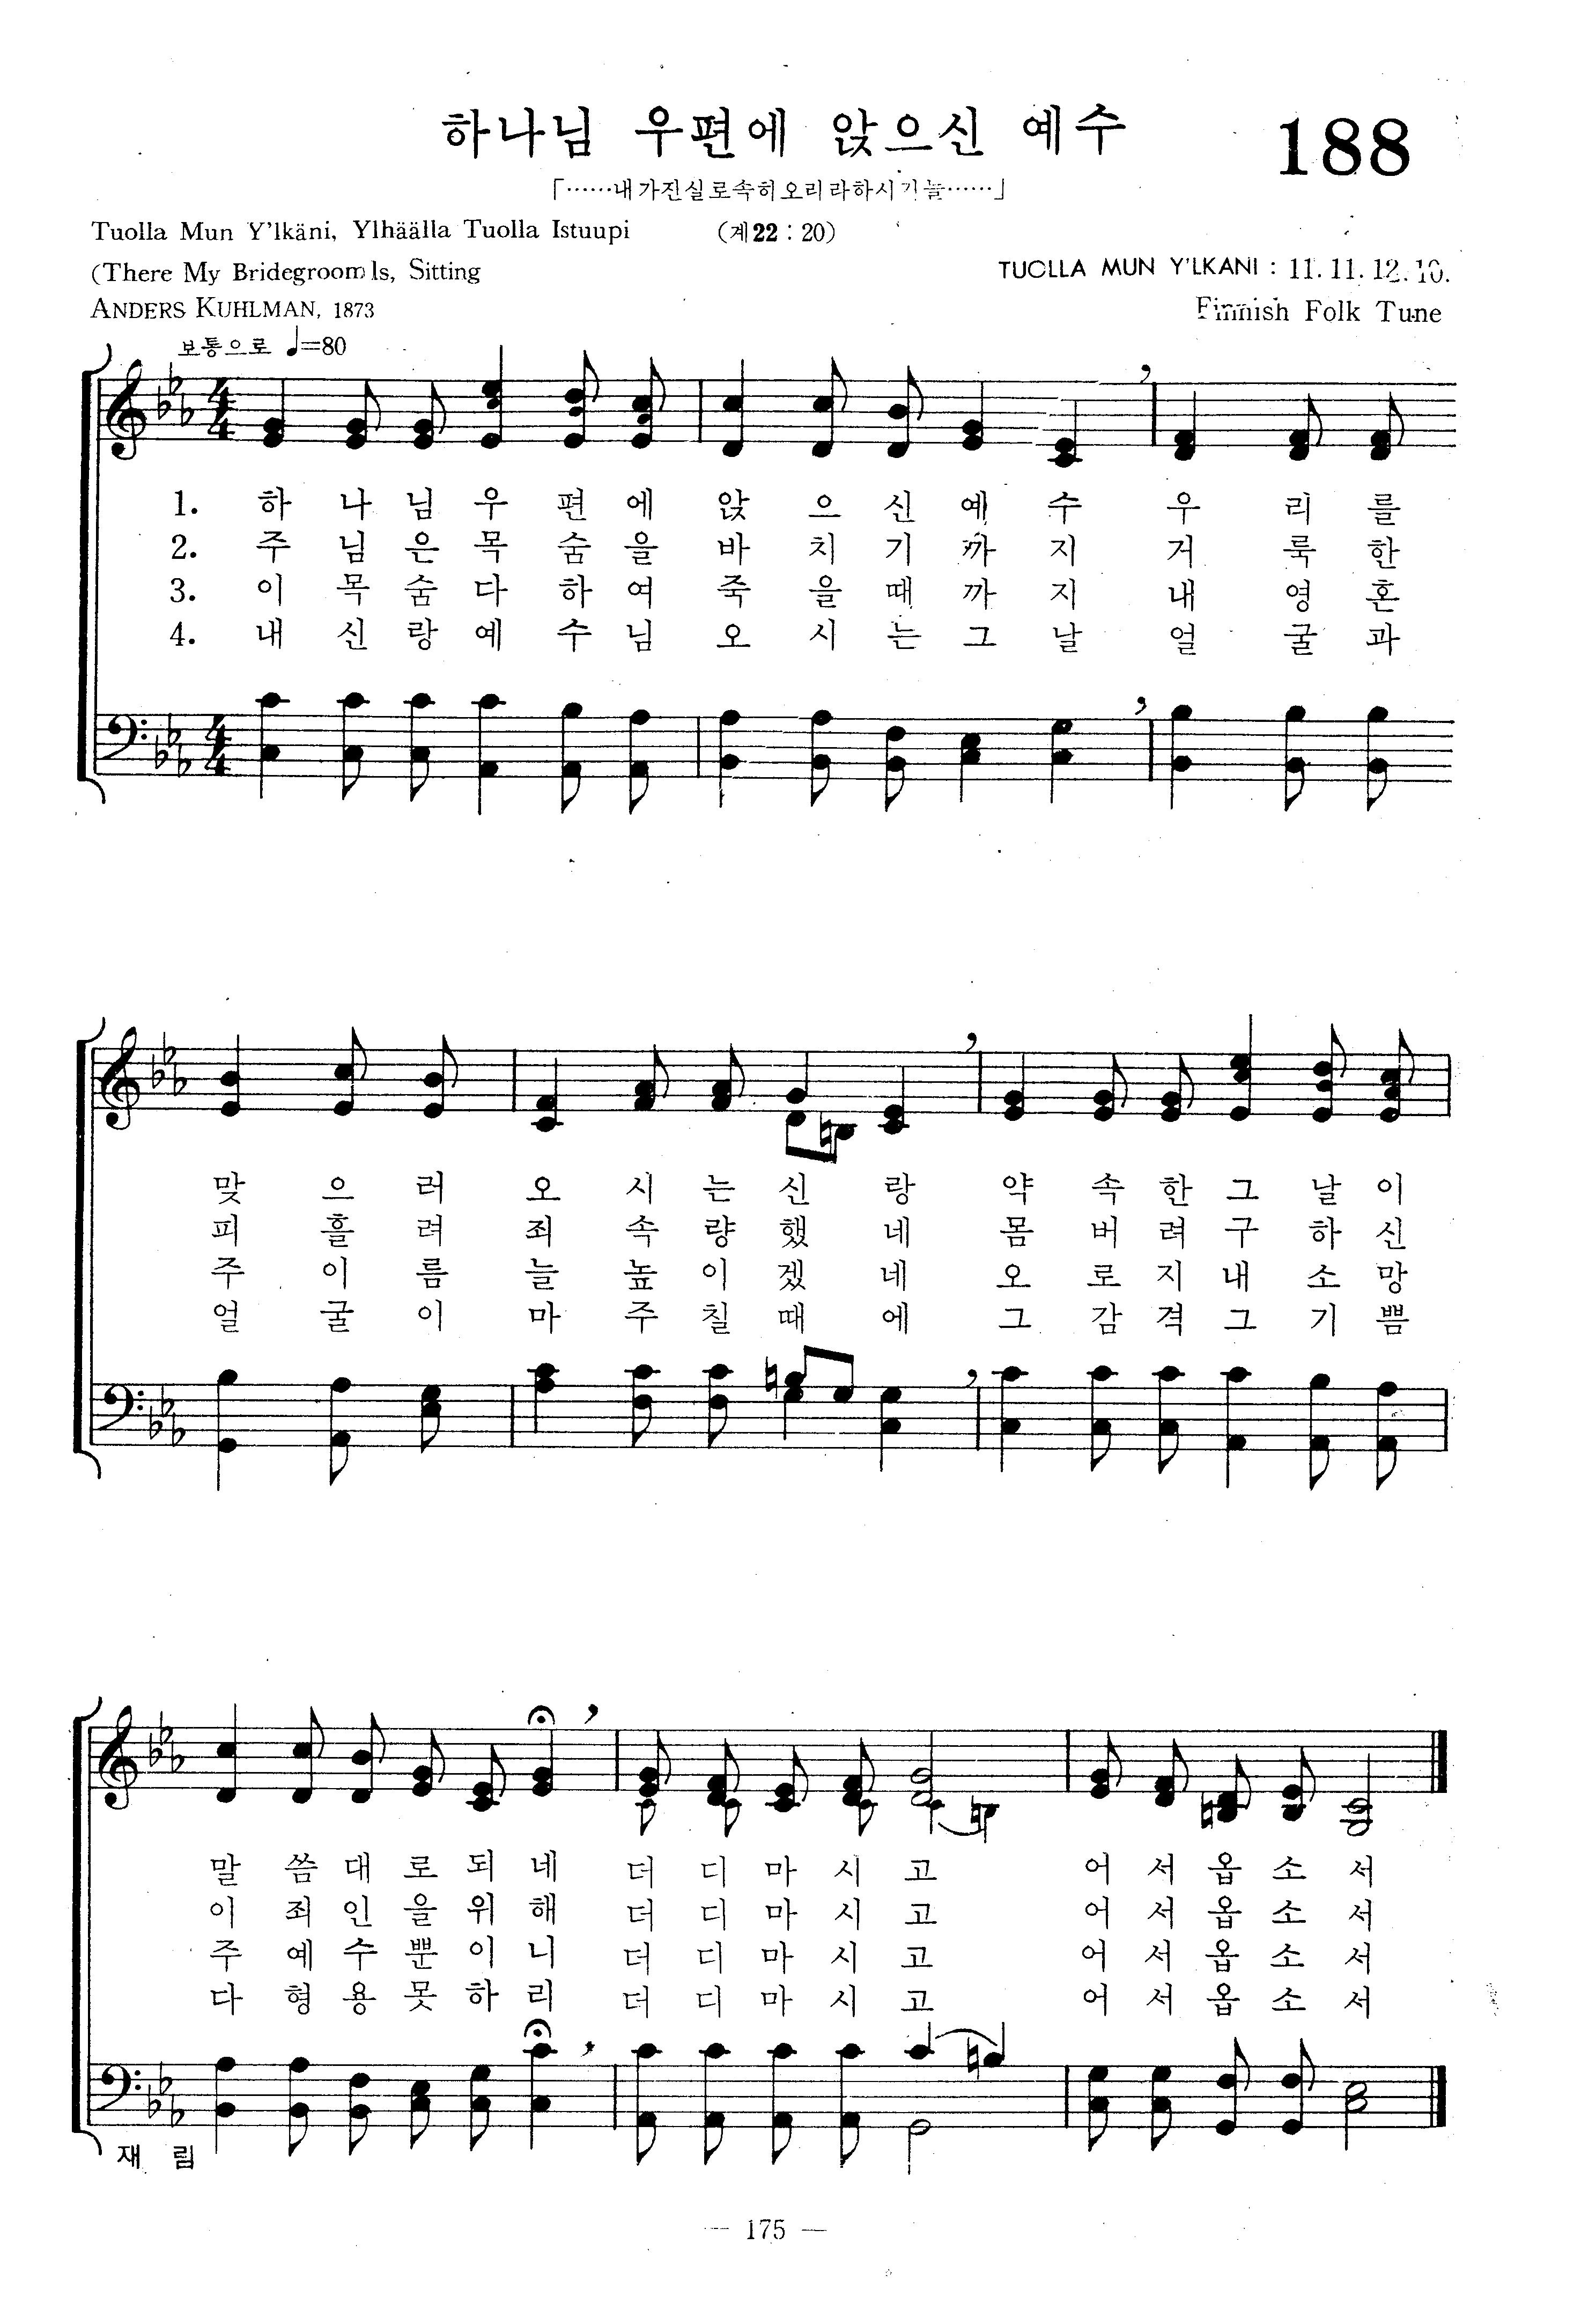 하나님 우편에 앉으신 예수
188
「……내가진실로속히오리라하시거늘……」
Tuolla Mun Y'lkäni, Ylhäälla Tuolla Istuupi
(계22 : 20)
(There My Bridegroom Is, Sitting
TUOLLA MUN Y'LKANI : 11. 11. 12. 10.
ANDERS KUHLMAN, 1873
Finnish Folk Tune
보통으로 ♩=80
1. 하 나 님 우 편 에 앉 으 신 예 수 우 리 를
2. 주 님 은 목 숨 을 바 치 기 까 지 거 룩 한
3. 이 목 숨 다 하 여 죽 을 때 까 지 내 영 혼
4. 내 신 랑 예 수 님 오 시 는 그 날 얼 굴 과
맞 으 러 오 시 는 신 랑 약 속 한 그 날 이
피 흘 려 죄 속 량 했 네 몸 버 려 구 하 신
주 이 름 늘 높 이 겠 네 오 로 지 내 소 망
얼 굴 이 마 주 칠 때 에 그 감 격 그 기 쁨
말 씀 대 로 되 네 더 디 마 시 고 어 서 옵 소 서
이 죄 인 을 위 해 더 디 마 시 고 어 서 옵 소 서
주 예 수 뿐 이 니 더 디 마 시 고 어 서 옵 소 서
다 형 용 못 하 리 더 디 마 시 고 어 서 옵 소 서
재 림
— 175 —